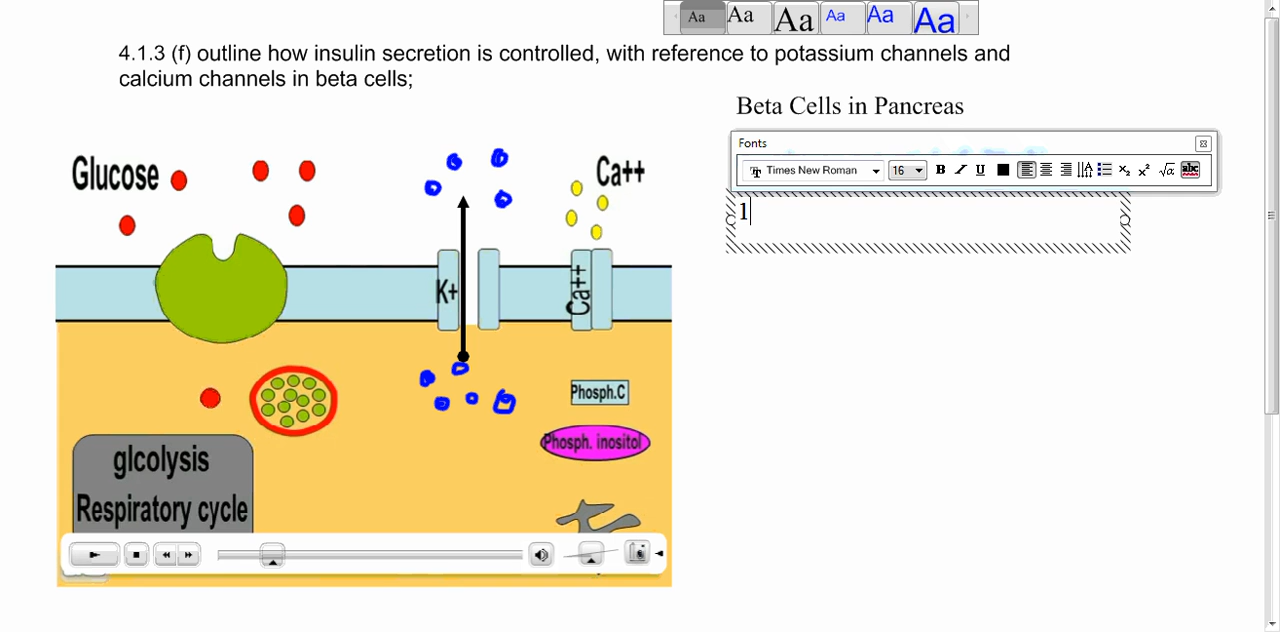 Aa Aa Aa Aa Aa Aa
4.1.3 (f) outline how insulin secretion is controlled, with reference to potassium channels and
calcium channels in beta cells;
Beta Cells in Pancreas
Fonts
Times New Roman 16 B I U abc
1
Glucose
Ca++
K+
Ca++
Phosph.C
Phosph. inositol
glcolysis
Respiratory cycle